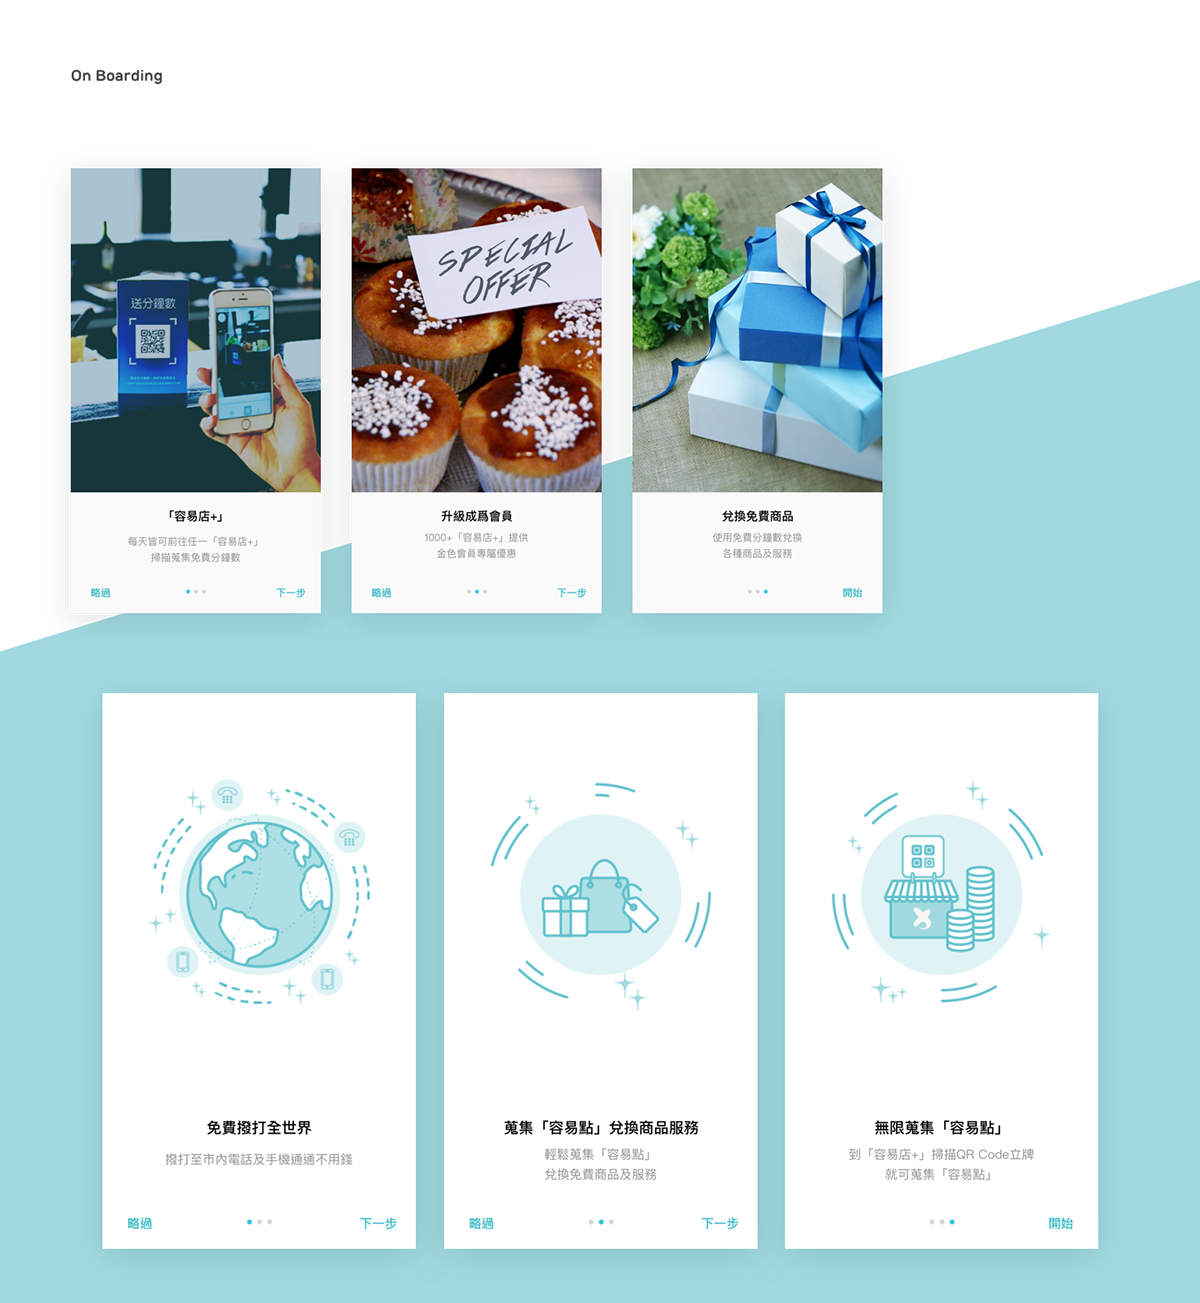 On Boarding
送分鐘數
SPECIAL
OFFER
「容易店+」
每天皆可前往任一「容易店+」
掃描蒐集免費分鐘數
略過
下一步
升級成爲會員
1000+「容易店+」提供
金色會員專屬優惠
略過
下一步
兌換免費商品
使用免費分鐘數兌換
各種商品及服務
開始
免費撥打全世界
撥打至市內電話及手機通通不用錢
略過
下一步
蒐集「容易點」兌換商品服務
輕鬆蒐集「容易點」
兌換免費商品及服務
略過
下一步
無限蒐集「容易點」
到「容易店+」掃描QR Code立牌
就可蒐集「容易點」
開始